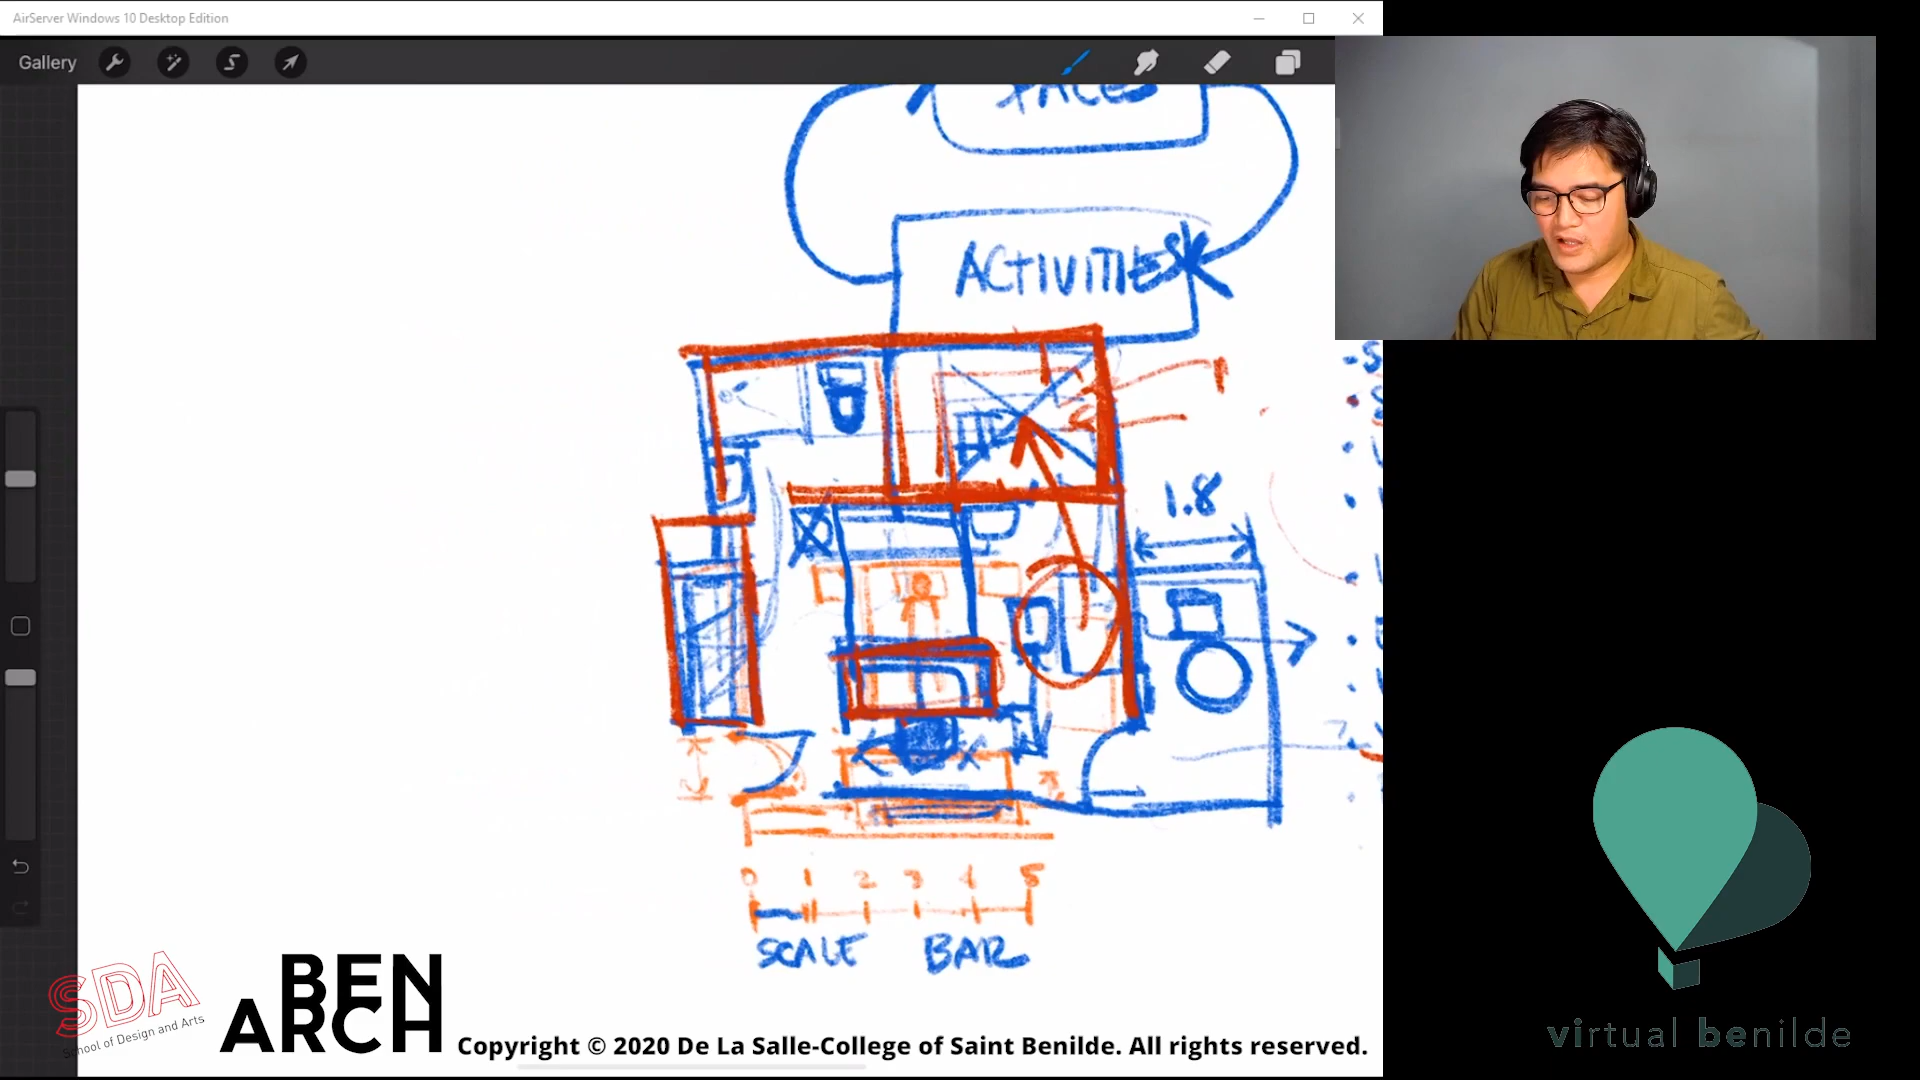 AirServer Windows 10 Desktop Edition
Gallery
ACTIVITIES
1.8
0 1 2 3 4 5
SCALE BAR
SDA
School of Design and Arts
BEN
ARCH
Copyright © 2020 De La Salle-College of Saint Benilde. All rights reserved.
virtual benilde